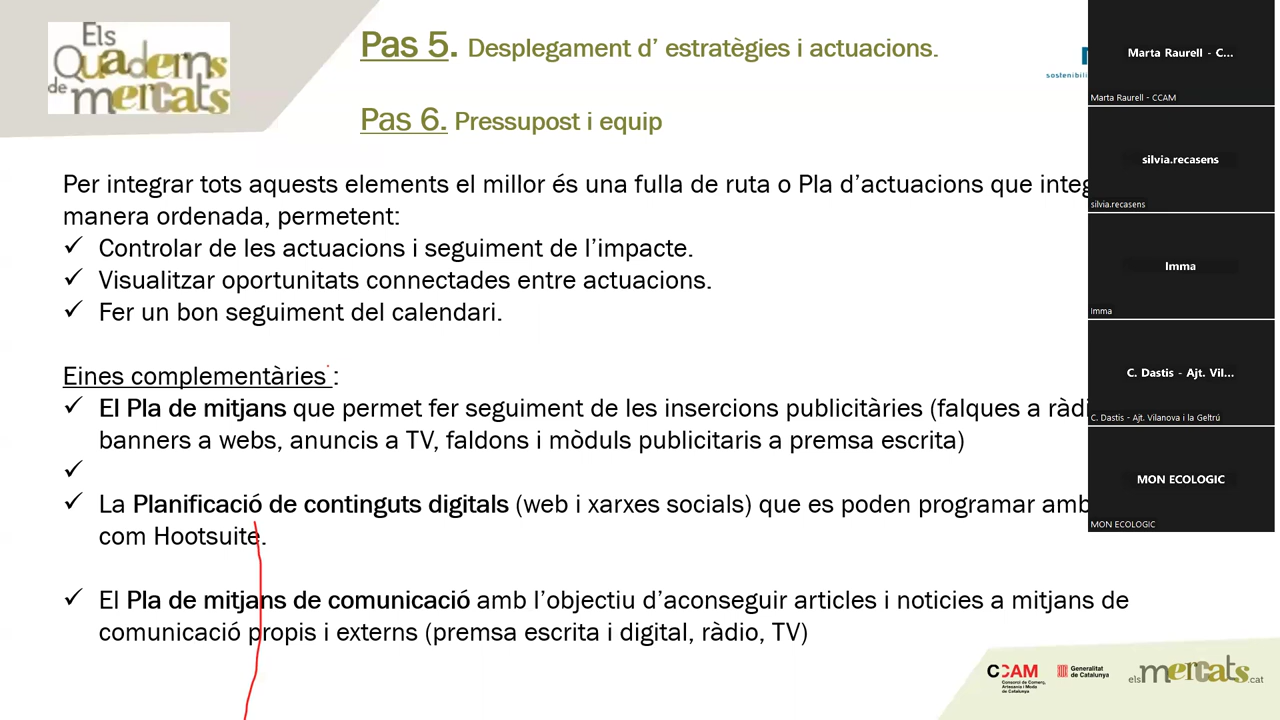 Els
Quaderns
de mercats
Pas 5. Desplegament d’ estratègies i actuacions.
sostenibili
Pas 6. Pressupost i equip
Per integrar tots aquests elements el millor és una fulla de ruta o Pla d’actuacions que integ
manera ordenada, permetent:
✓ Controlar de les actuacions i seguiment de l’impacte.
✓ Visualitzar oportunitats connectades entre actuacions.
✓ Fer un bon seguiment del calendari.
Eines complementàries :
✓ El Pla de mitjans que permet fer seguiment de les insercions publicitàries (falques a ràdi
banners a webs, anuncis a TV, faldons i mòduls publicitaris a premsa escrita)
✓
✓ La Planificació de continguts digitals (web i xarxes socials) que es poden programar amb
com Hootsuite.
✓ El Pla de mitjans de comunicació amb l’objectiu d’aconseguir articles i noticies a mitjans de
comunicació propis i externs (premsa escrita i digital, ràdio, TV)
Marta Raurell - C...
Marta Raurell - CCAM
silvia.recasens
silvia.recasens
Imma
Imma
C. Dastis - Ajt. Vil...
C. Dastis - Ajt. Vilanova i la Geltrú
MON ECOLOGIC
MON ECOLOGIC
CCAM
Consorci de Comerç,
Artesania i Moda
de Catalunya
Generalitat
de Catalunya
els mercats.cat